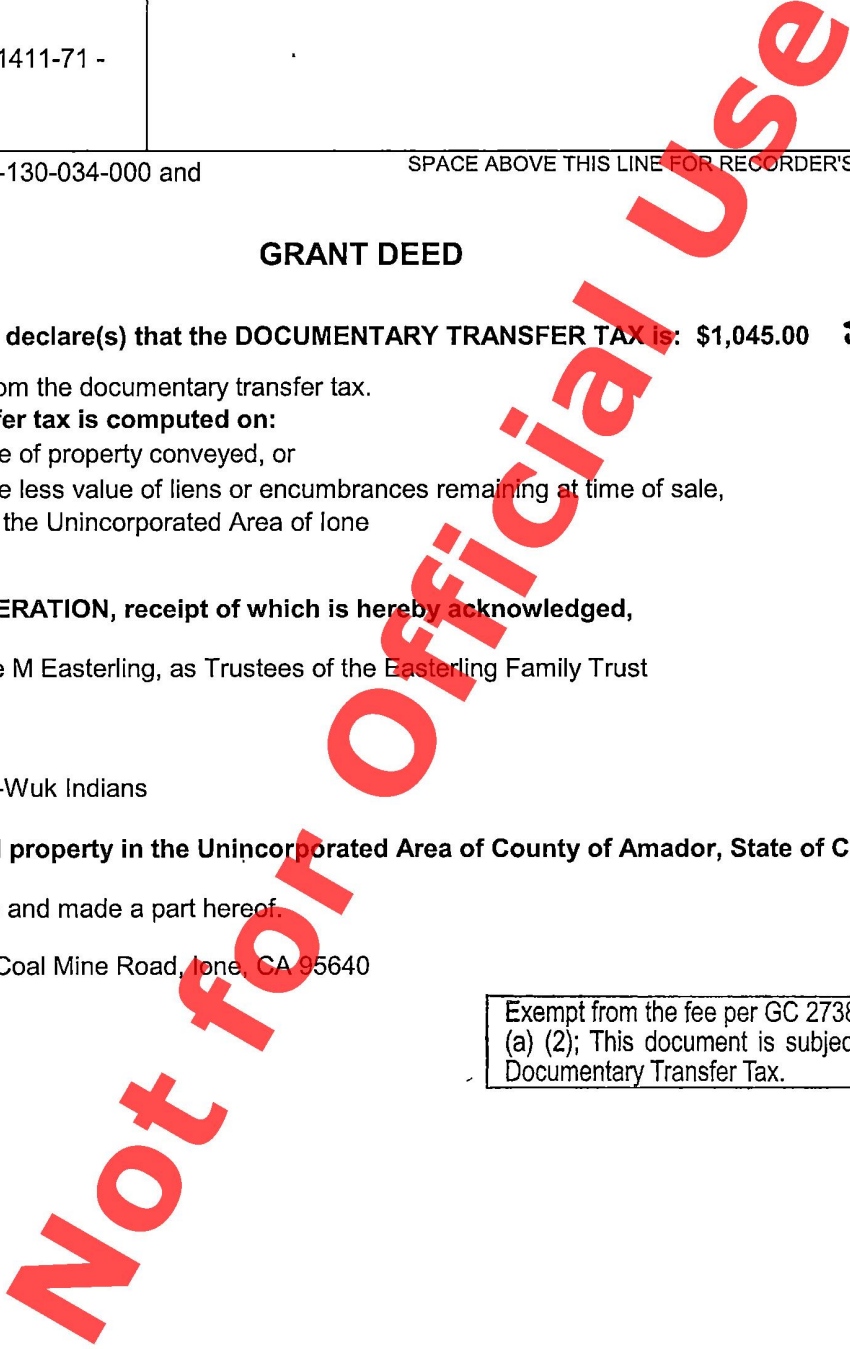 1411-71 -
-130-034-000 and
SPACE ABOVE THIS LINE FOR RECORDER'S
GRANT DEED
declare(s) that the DOCUMENTARY TRANSFER TAX is: $1,045.00
om the documentary transfer tax.
fer tax is computed on:
e of property conveyed, or
e less value of liens or encumbrances remaining at time of sale,
the Unincorporated Area of Ione
ERATION, receipt of which is hereby acknowledged,
e M Easterling, as Trustees of the Easterling Family Trust
-Wuk Indians
l property in the Unincorporated Area of County of Amador, State of C
and made a part hereof.
Coal Mine Road, Ione, CA 95640
Exempt from the fee per GC 2738
(a) (2); This document is subjec
Documentary Transfer Tax.
Not for Official Use